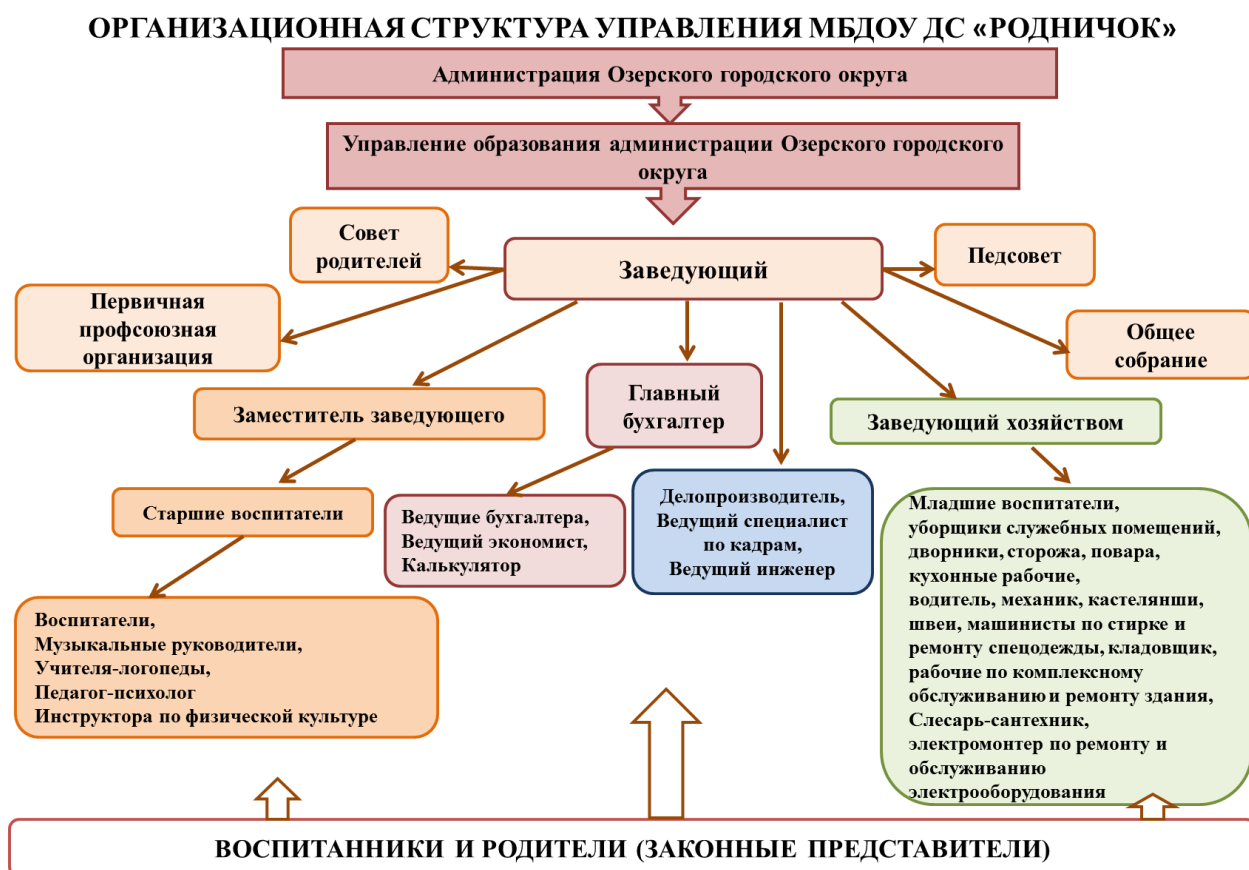 ОРГАНИЗАЦИОННАЯ СТРУКТУРА УПРАВЛЕНИЯ МБДОУ ДС «РОДНИЧОК»
Администрация Озерского городского округа
Управление образования администрации Озерского городского
округа
Совет
родителей
Заведующий
Педсовет
Первичная
профсоюзная
организация
Общее
собрание
Заместитель заведующего
Главный
бухгалтер
Заведующий хозяйством
Старшие воспитатели
Ведущие бухгалтера,
Ведущий экономист,
Калькулятор
Делопроизводитель,
Ведущий специалист
по кадрам,
Ведущий инженер
Младшие воспитатели,
уборщики служебных помещений,
дворники, сторожа, повара,
кухонные рабочие,
водитель, механик, кастелянши,
швеи, машинисты по стирке и
ремонту спецодежды, кладовщик,
рабочие по комплексному
обслуживанию и ремонту здания,
Слесарь-сантехник,
электромонтер по ремонту и
обслуживанию
электрооборудования
Воспитатели,
Музыкальные руководители,
Учителя-логопеды,
Педагог-психолог
Инструктора по физической культуре
ВОСПИТАННИКИ И РОДИТЕЛИ (ЗАКОННЫЕ ПРЕДСТАВИТЕЛИ)